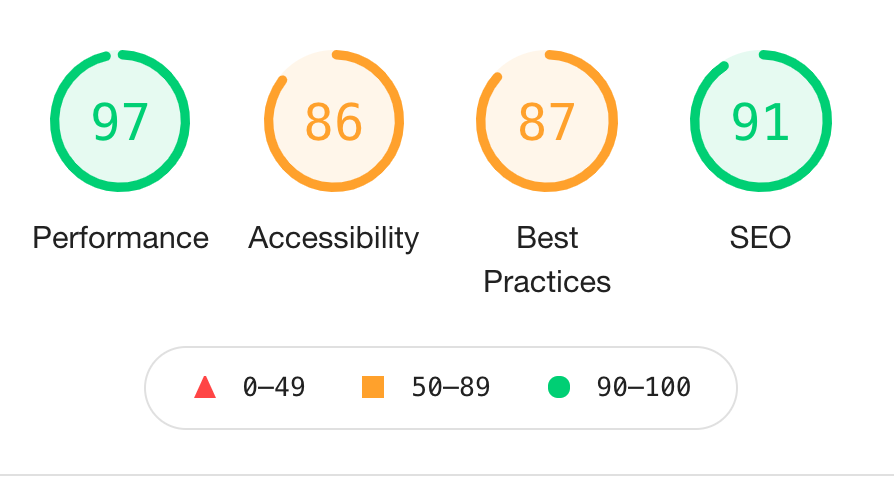 97 86 87 91
Performance Accessibility Best Practices SEO
0–49 50–89 90–100